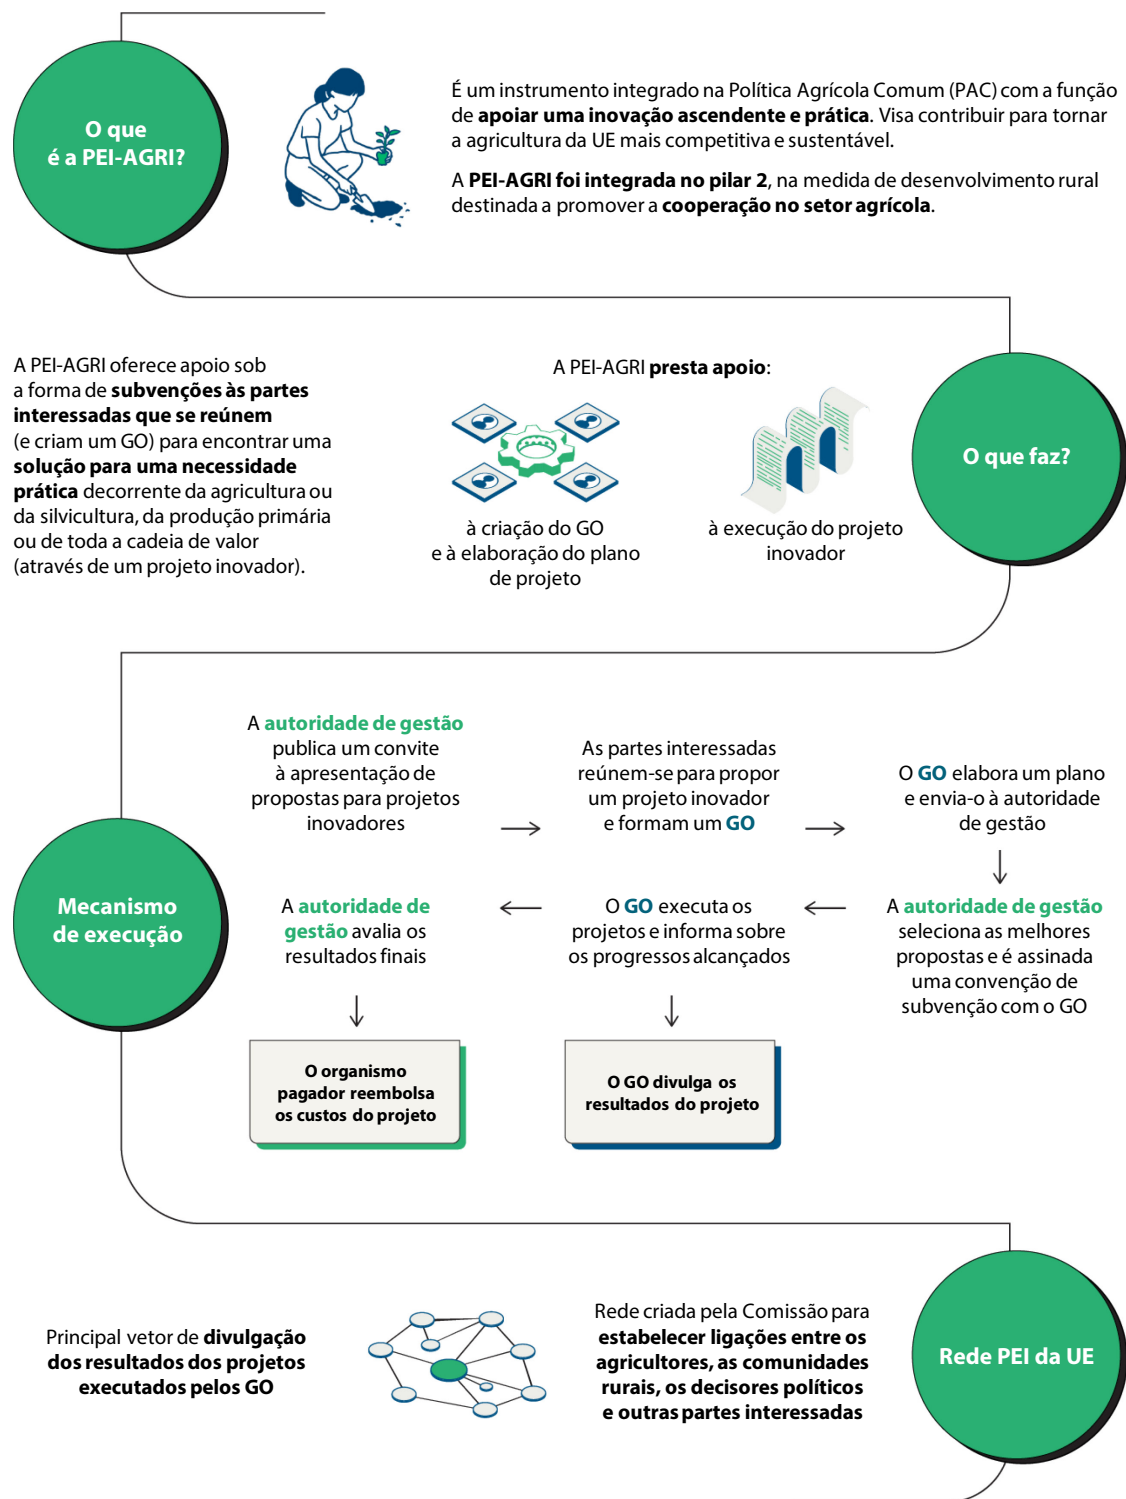 O que
é a PEI-AGRI?
É um instrumento integrado na Política Agrícola Comum (PAC) com a função
de apoiar uma inovação ascendente e prática. Visa contribuir para tornar
a agricultura da UE mais competitiva e sustentável.
A PEI-AGRI foi integrada no pilar 2, na medida de desenvolvimento rural
destinada a promover a cooperação no setor agrícola.
A PEI-AGRI oferece apoio sob
a forma de subvenções às partes
interessadas que se reúnem
(e criam um GO) para encontrar uma
solução para uma necessidade
prática decorrente da agricultura ou
da silvicultura, da produção primária
ou de toda a cadeia de valor
(através de um projeto inovador).
A PEI-AGRI presta apoio:
à criação do GO
e à elaboração do plano
de projeto
à execução do projeto
inovador
O que faz?
A autoridade de gestão
publica um convite
à apresentação de
propostas para projetos
inovadores
As partes interessadas
reúnem-se para propor
um projeto inovador
e formam um GO
O GO elabora um plano
e envia-o à autoridade
de gestão
Mecanismo
de execução
A autoridade de
gestão avalia os
resultados finais
O GO executa os
projetos e informa sobre
os progressos alcançados
A autoridade de gestão
seleciona as melhores
propostas e é assinada
uma convenção de
subvenção com o GO
O organismo
pagador reembolsa
os custos do projeto
O GO divulga os
resultados do projeto
Principal vetor de divulgação
dos resultados dos projetos
executados pelos GO
Rede criada pela Comissão para
estabelecer ligações entre os
agricultores, as comunidades
rurais, os decisores políticos
e outras partes interessadas
Rede PEI da UE